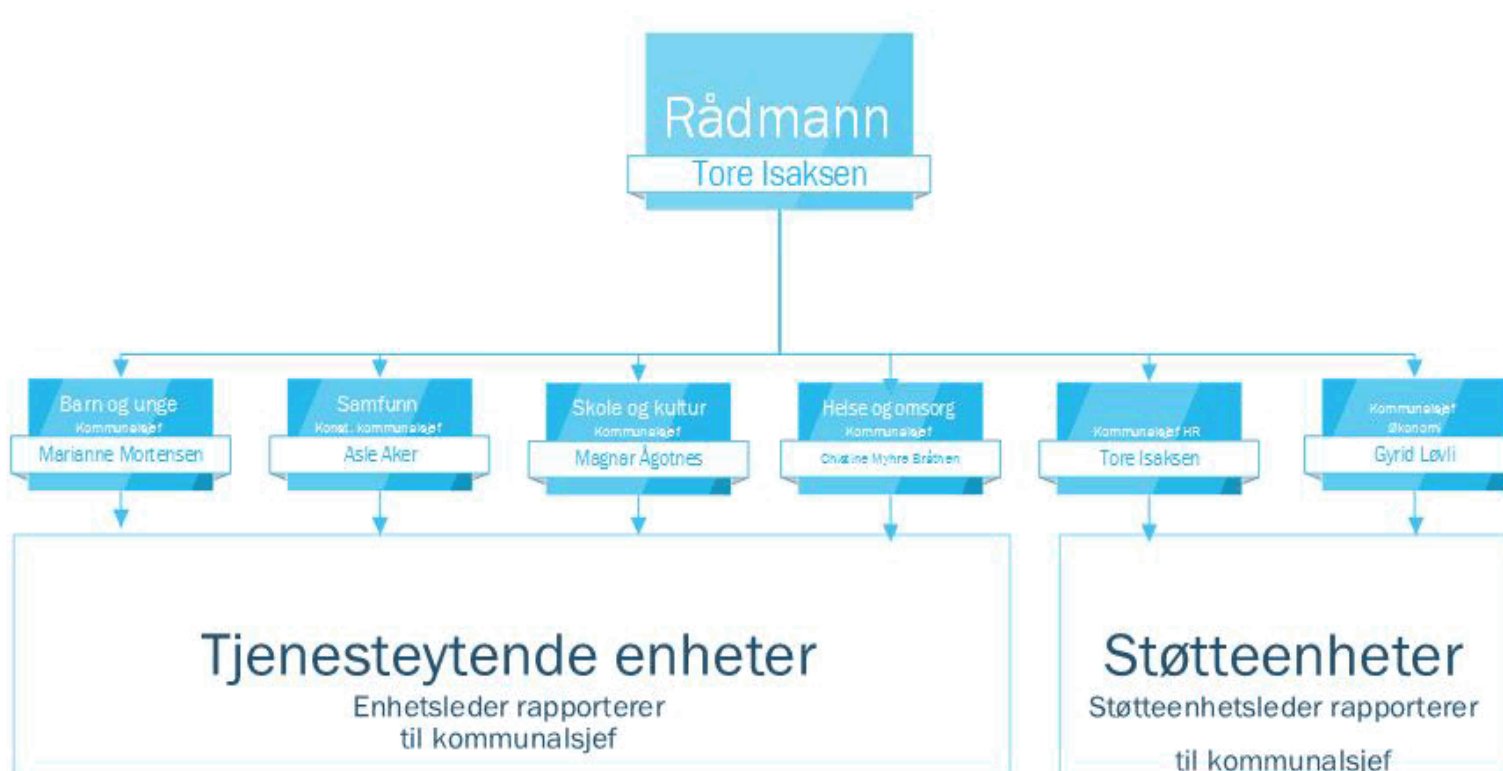 Rådmann
Tore Isaksen
Barn og unge
Kommunalsjef
Marianne Mortensen
Samfunn
Konst. kommunalsjef
Asle Aker
Skole og kultur
Kommunalsjef
Magnar Ågotnes
Helse og omsorg
Kommunalsjef
Christine Myhre Bråthen
Kommunalsjef HR
Tore Isaksen
Kommunalsjef
Økonomi
Gyrid Løvli
Tjenesteytende enheter
Enhetsleder rapporterer
til kommunalsjef
Støtteenheter
Støtteenhetsleder rapporterer
til kommunalsjef